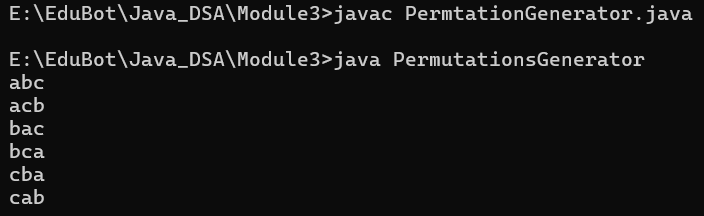 E:\EduBot\Java_DSA\Module3>javac PermtationGenerator.java
E:\EduBot\Java_DSA\Module3>java PermutationsGenerator
abc
acb
bac
bca
cba
cab